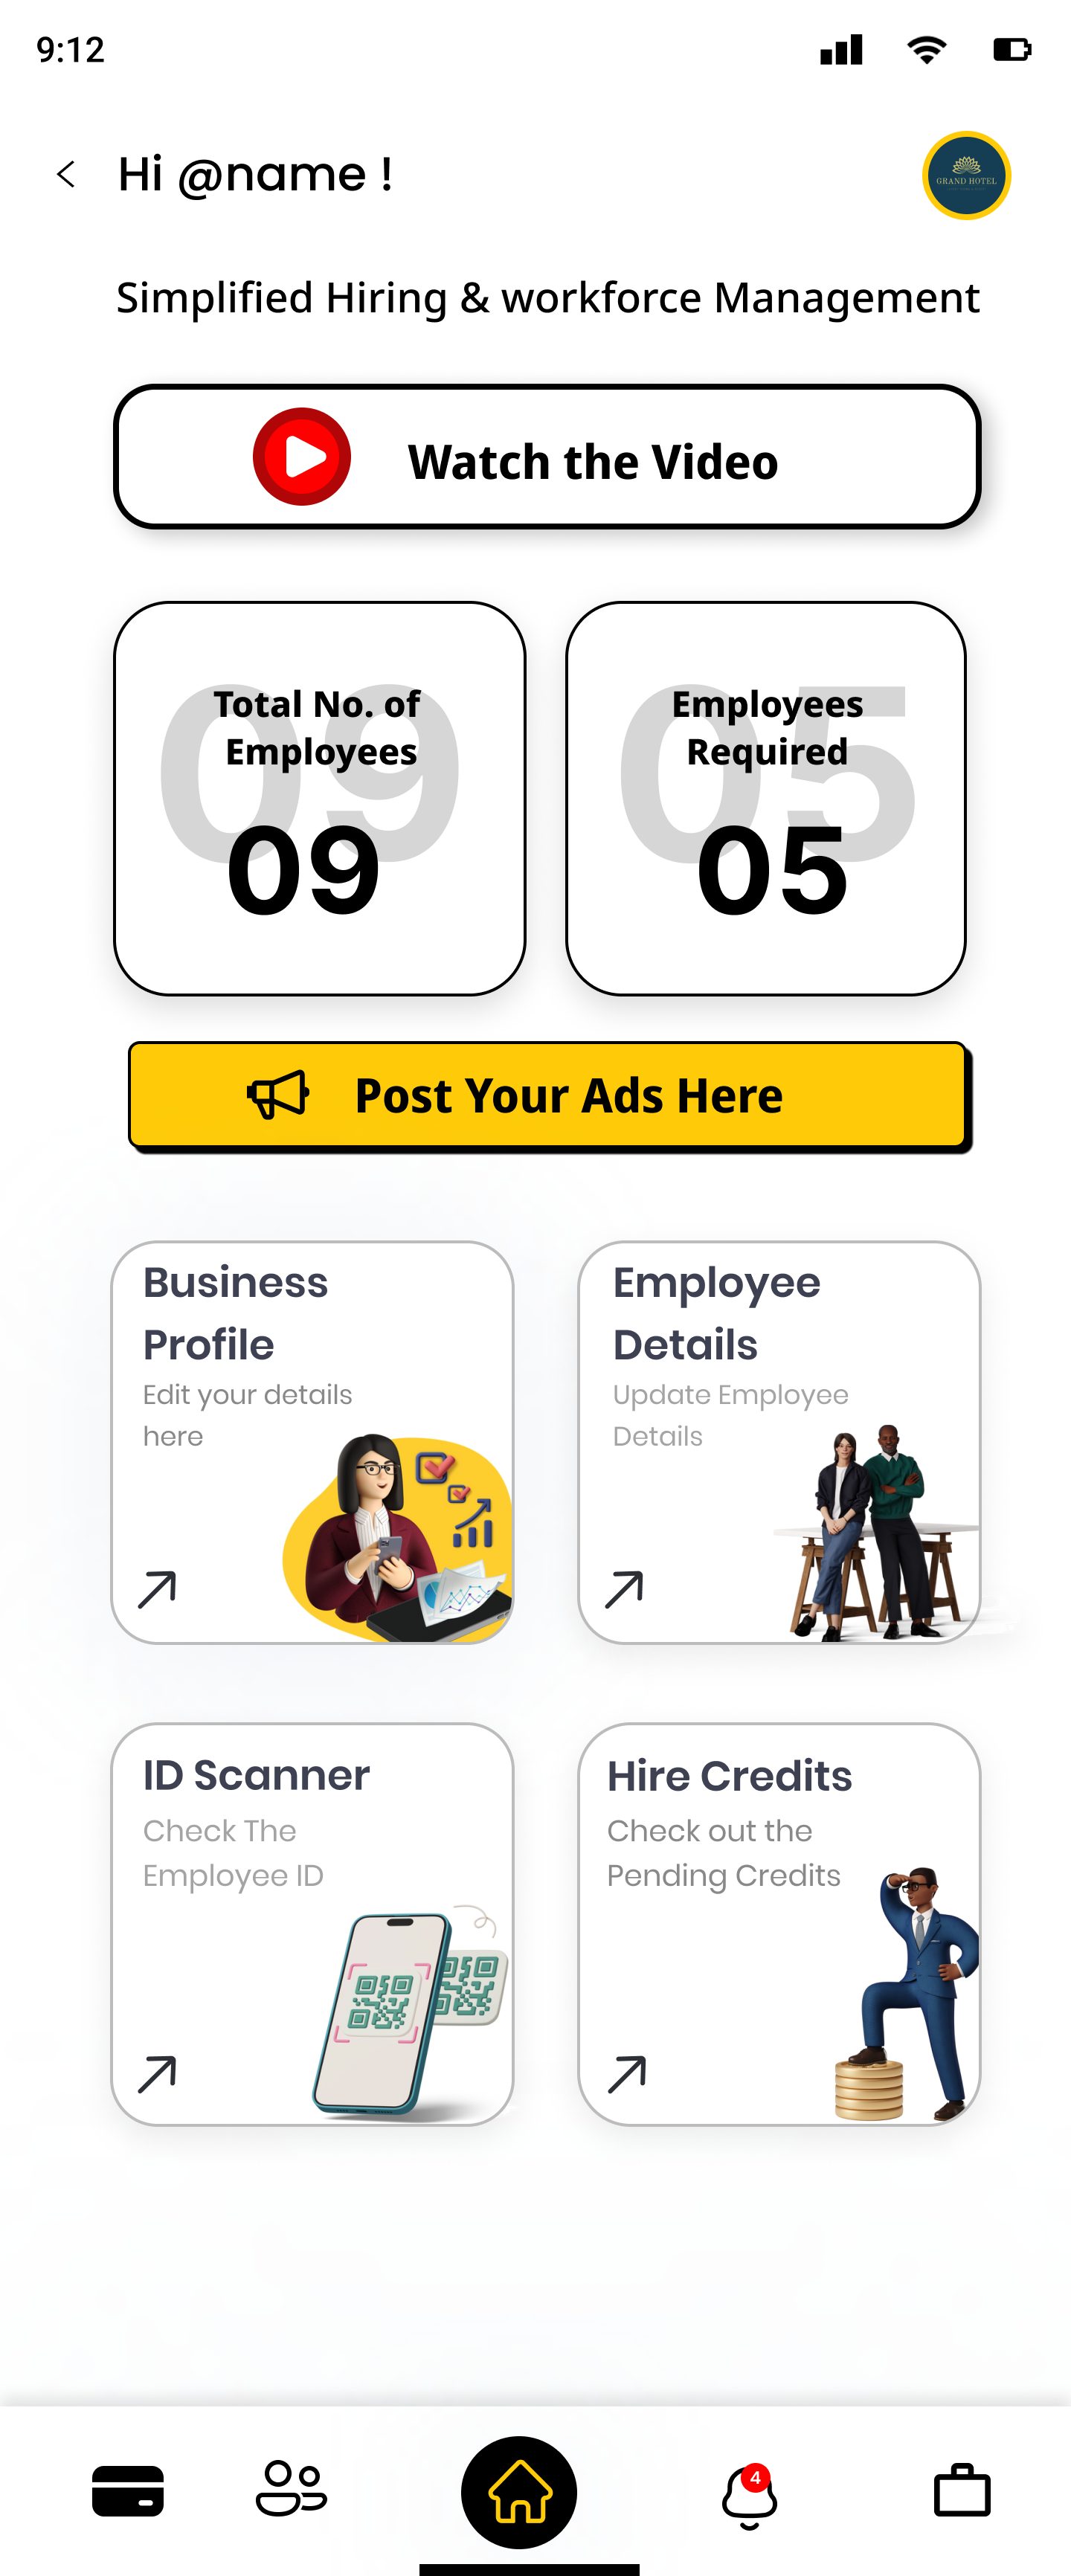 9:12
Hi @name !
GRAND HOTEL
Simplified Hiring & workforce Management
Watch the Video
09
Total No. of
Employees
09
05
Employees
Required
05
Post Your Ads Here
Business
Profile
Edit your details
here
Employee
Details
Update Employee
Details
ID Scanner
Check The
Employee ID
Hire Credits
Check out the
Pending Credits
4